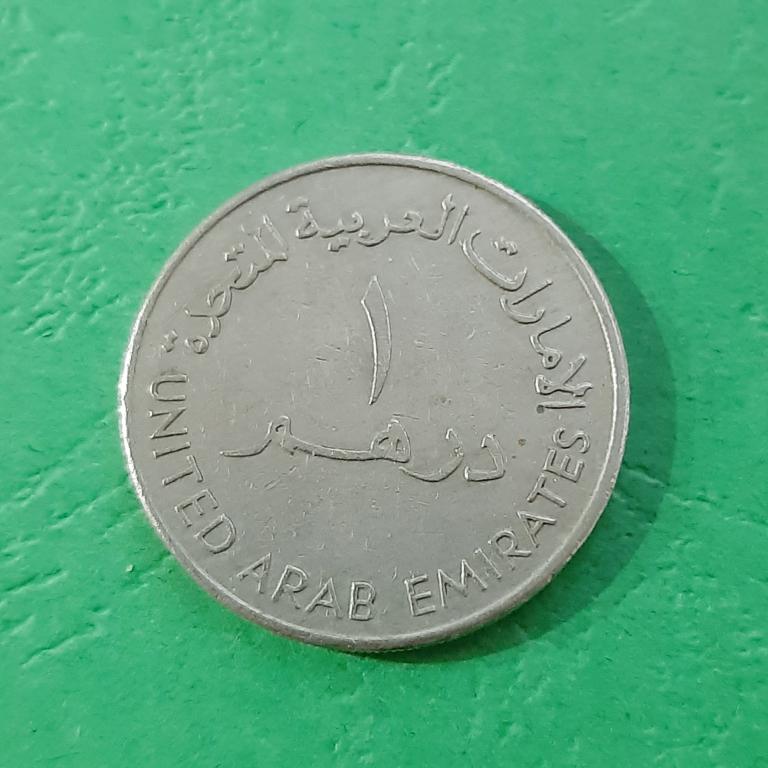 الإمارات العربية المتحدة
١
درهم
UNITED ARAB EMIRATES